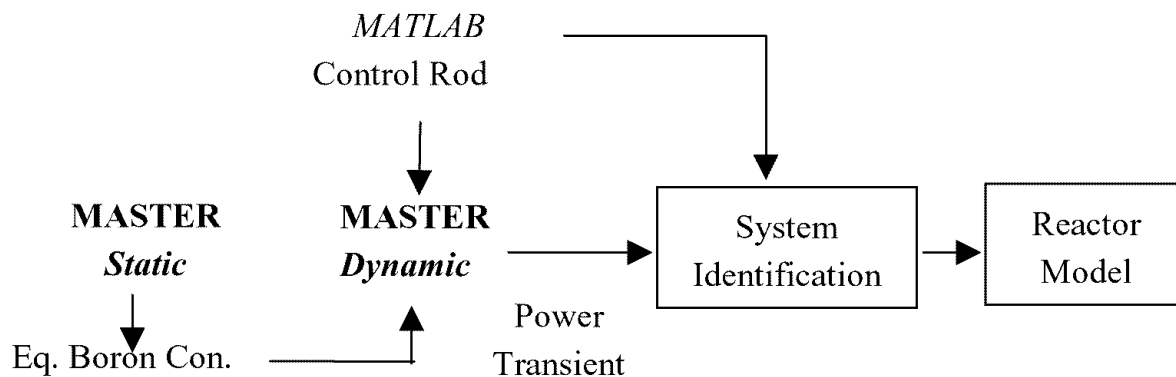 MATLAB
Control Rod
MASTER
Static
MASTER
Dynamic
System
Identification
Reactor
Model
Eq. Boron Con.
Power
Transient